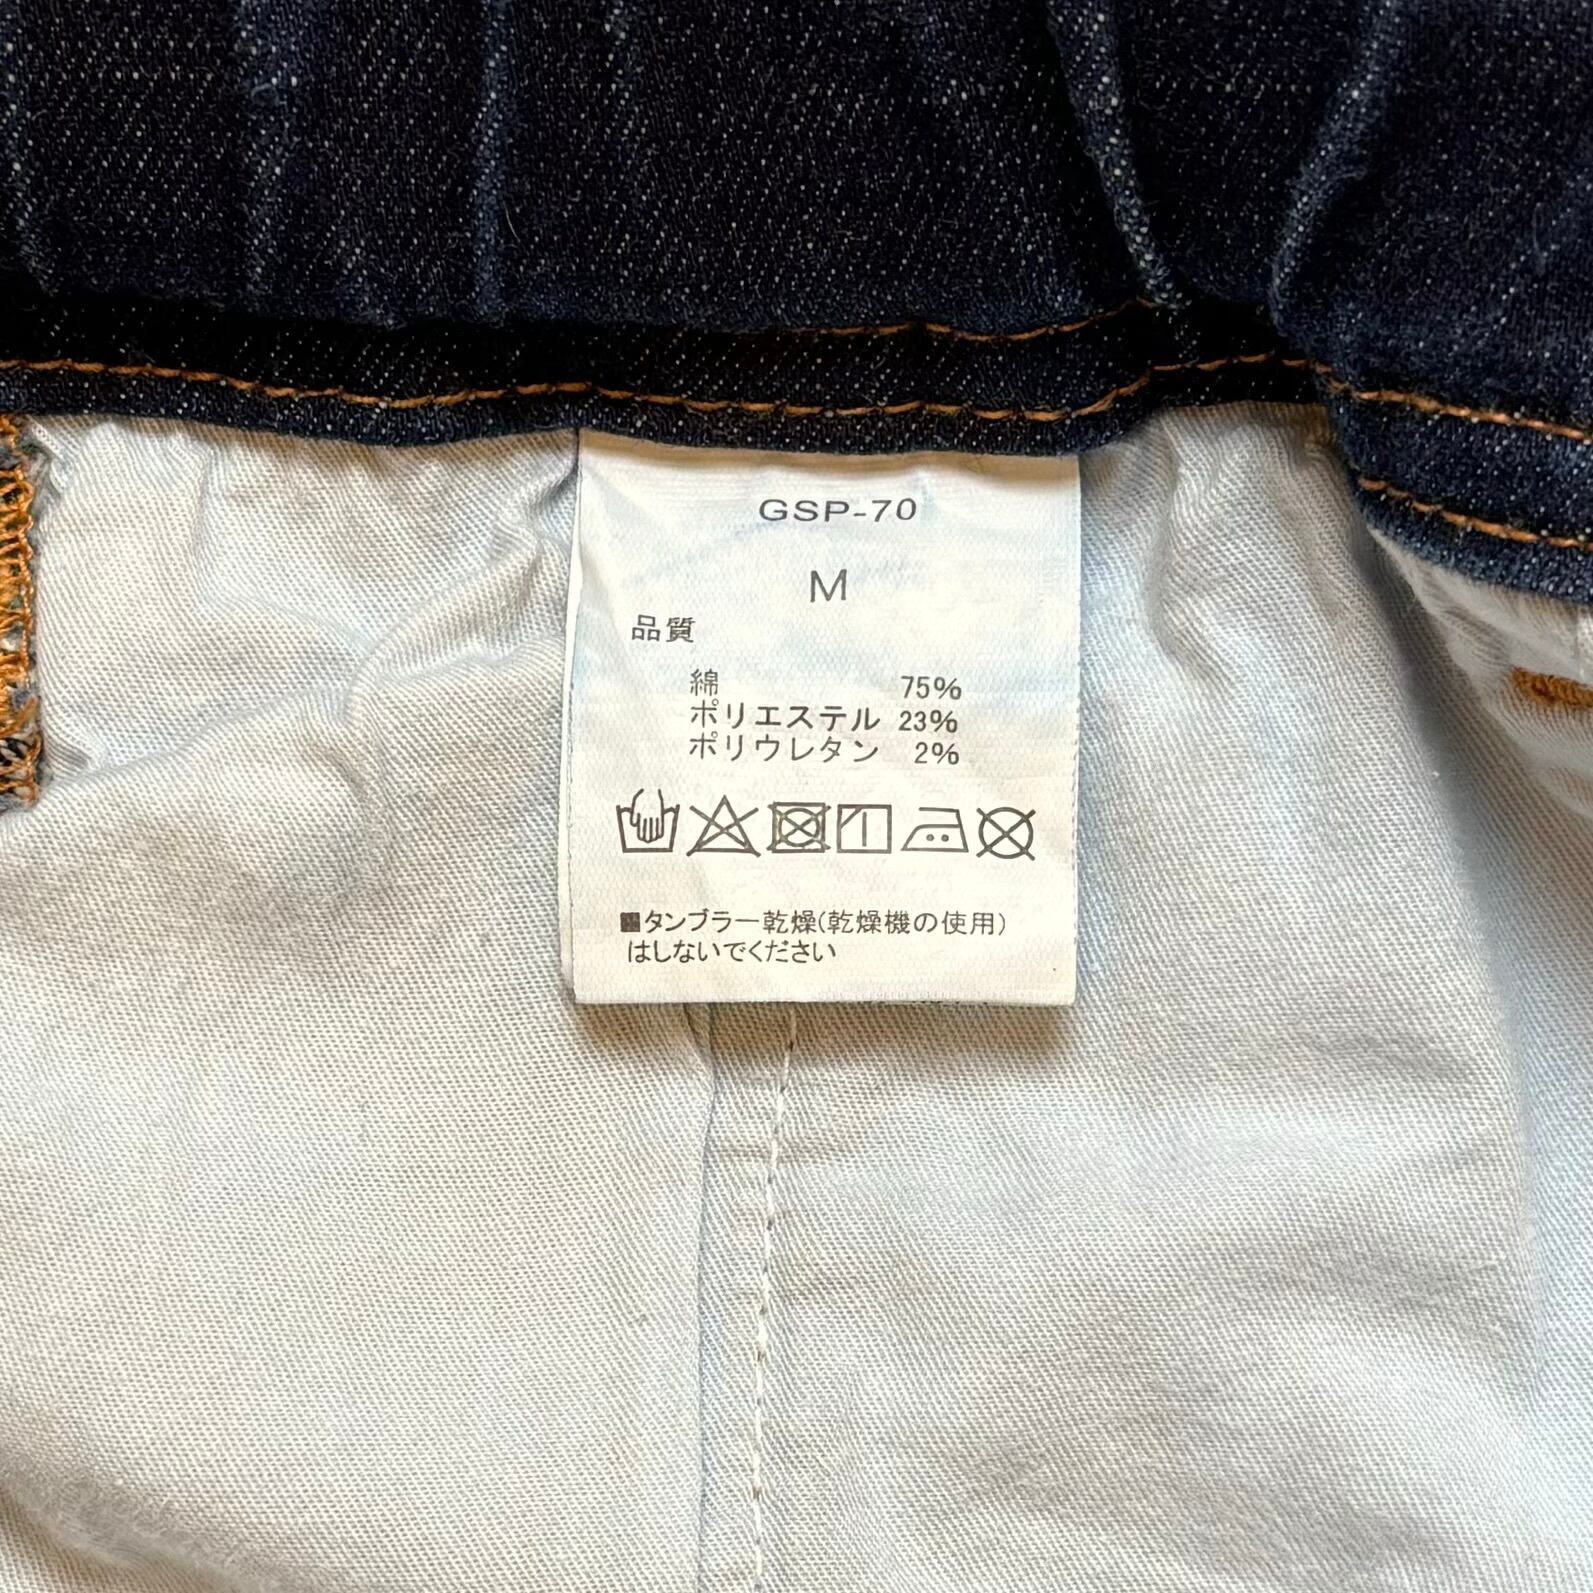 GSP-70
M
品質
綿 75%
ポリエステル 23%
ポリウレタン 2%
■タンブラー乾燥(乾燥機の使用)
はしないでください